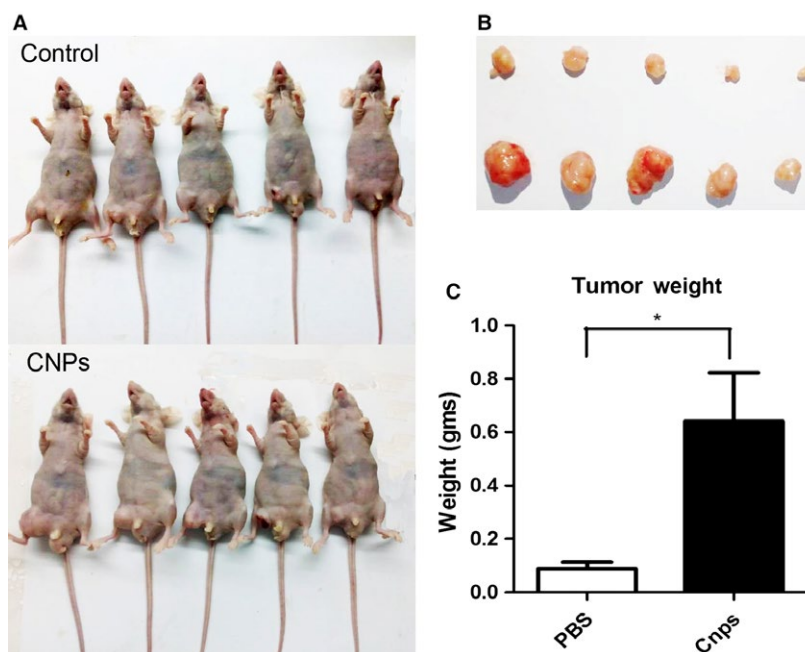 A
Control
CNPs
B
C
Tumor weight
*
1.0
0.8
0.6
0.4
0.2
0.0
Weight (gms)
PBS
Cnps